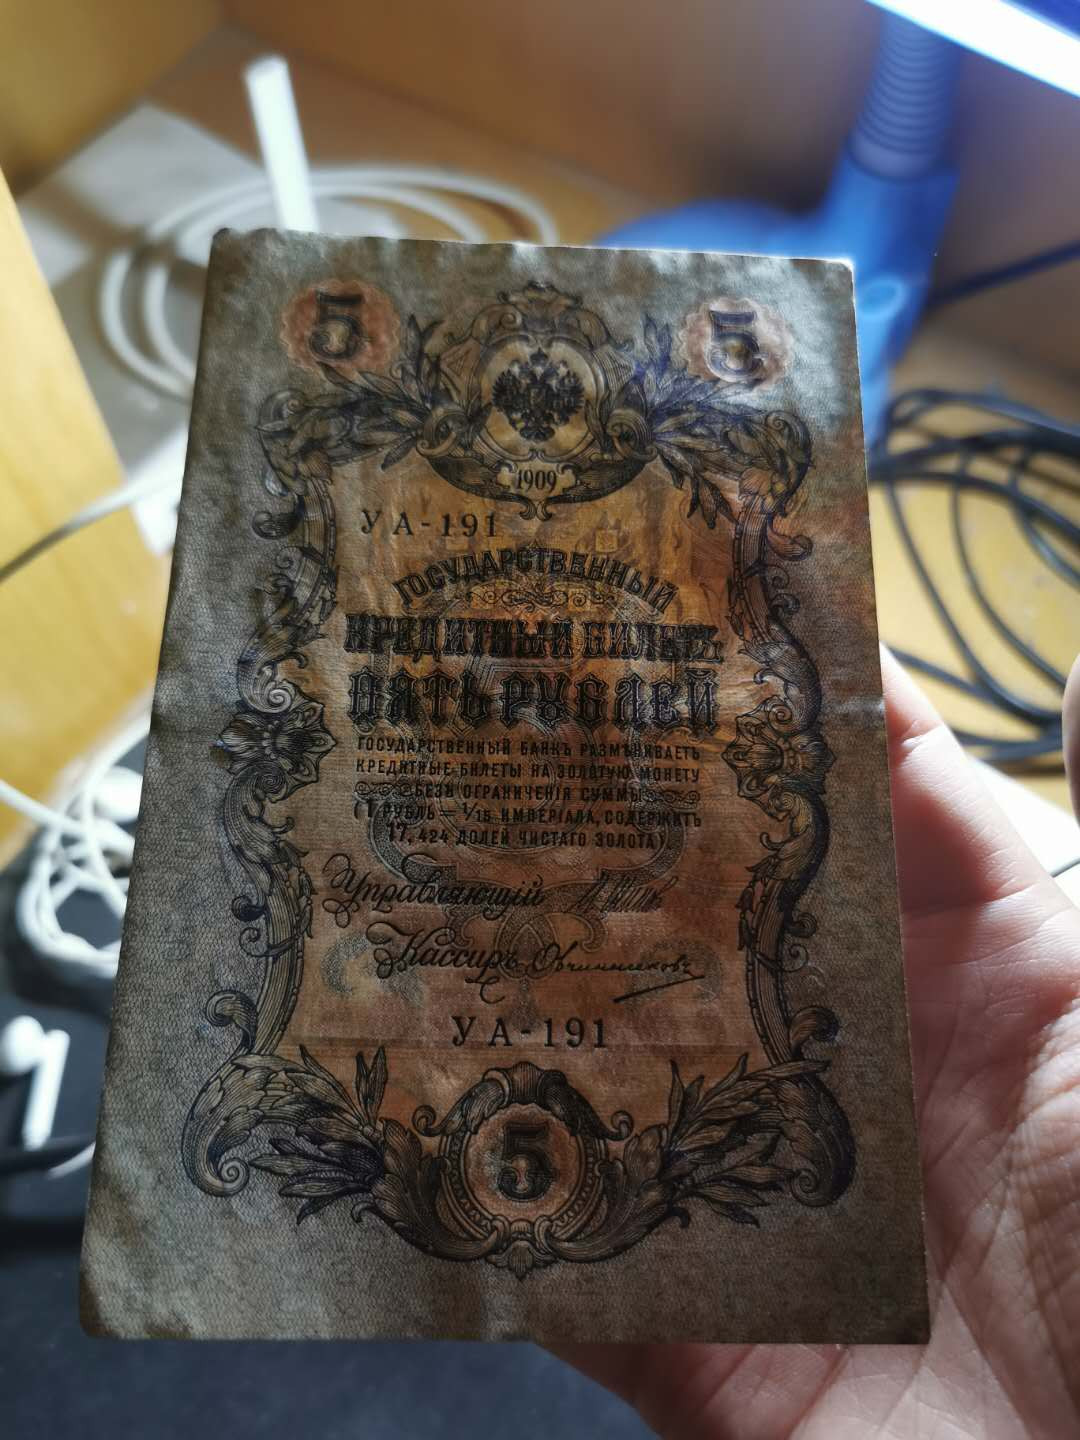 5 5
1909
УА-191
ГОСУДАРСТВЕННЫЙ
КРЕДИТНЫЙ БИЛЕТЪ
ПЯТЬ РУБЛЕЙ
ГОСУДАРСТВЕННЫЙ БАНКЪ РАЗМѢНИВАЕТЪ
КРЕДИТНЫЕ БИЛЕТЫ НА ЗОЛОТУЮ МОНЕТУ
БЕЗЪ ОГРАНИЧЕНІЯ СУММЫ
(1 РУБЛЬ = 1/15 ИМПЕРІАЛА, СОДЕРЖИТЪ
17,424 ДОЛЕЙ ЧИСТАГО ЗОЛОТА)
Управляющій
Кассиръ Овчинниковъ
УА-191
5